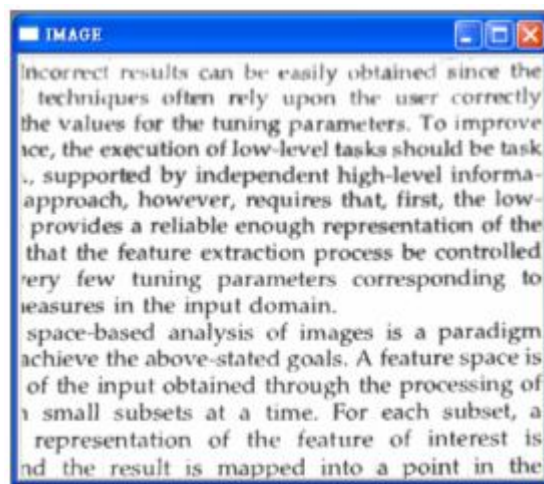 IMAGE
Incorrect results can be easily obtained since the
techniques often rely upon the user correctly
the values for the tuning parameters. To improve
ce, the execution of low-level tasks should be task
., supported by independent high-level informa-
approach, however, requires that, first, the low-
provides a reliable enough representation of the
that the feature extraction process be controlled
very few tuning parameters corresponding to
measures in the input domain.
space-based analysis of images is a paradigm
achieve the above-stated goals. A feature space is
of the input obtained through the processing of
small subsets at a time. For each subset, a
representation of the feature of interest is
nd the result is mapped into a point in the